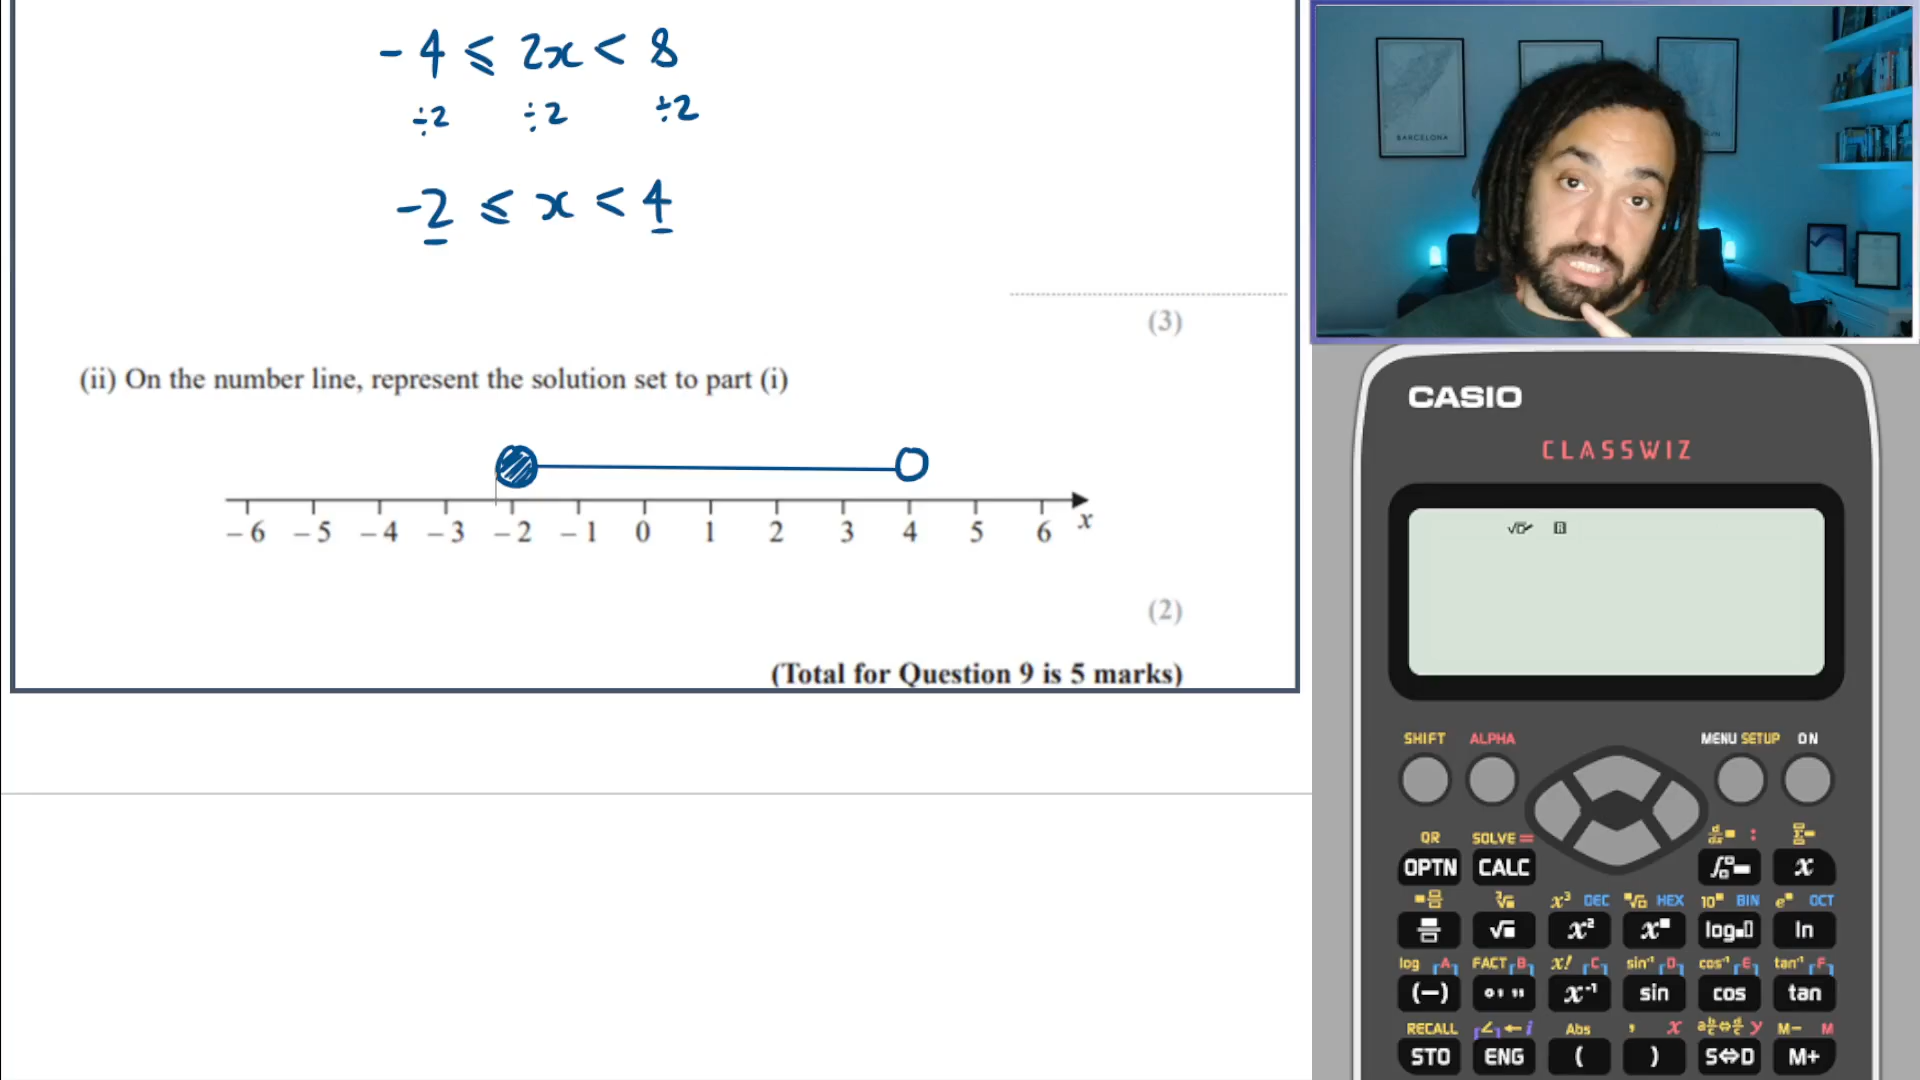 -4 ⩽ 2x < 8
÷2 ÷2 ÷2
-2 ⩽ x < 4
(3)
(ii) On the number line, represent the solution set to part (i)
–6 –5 –4 –3 –2 –1 0 1 2 3 4 5 6 x
(2)
(Total for Question 9 is 5 marks)
BARCELONA
CASIO
CLASSWIZ
SHIFT ALPHA MENU SETUP ON
QR SOLVE = :
OPTN CALC x
x³ DEC HEX 10 BIN e OCT
√ x² x log ln
log A FACT B x! C sin⁻¹ D cos⁻¹ E tan⁻¹ F
(−) ° ' '' x⁻¹ sin cos tan
RECALL ∠ ← i Abs , x a b/c⇔d/c y M− M
STO ENG ( ) S⇔D M+